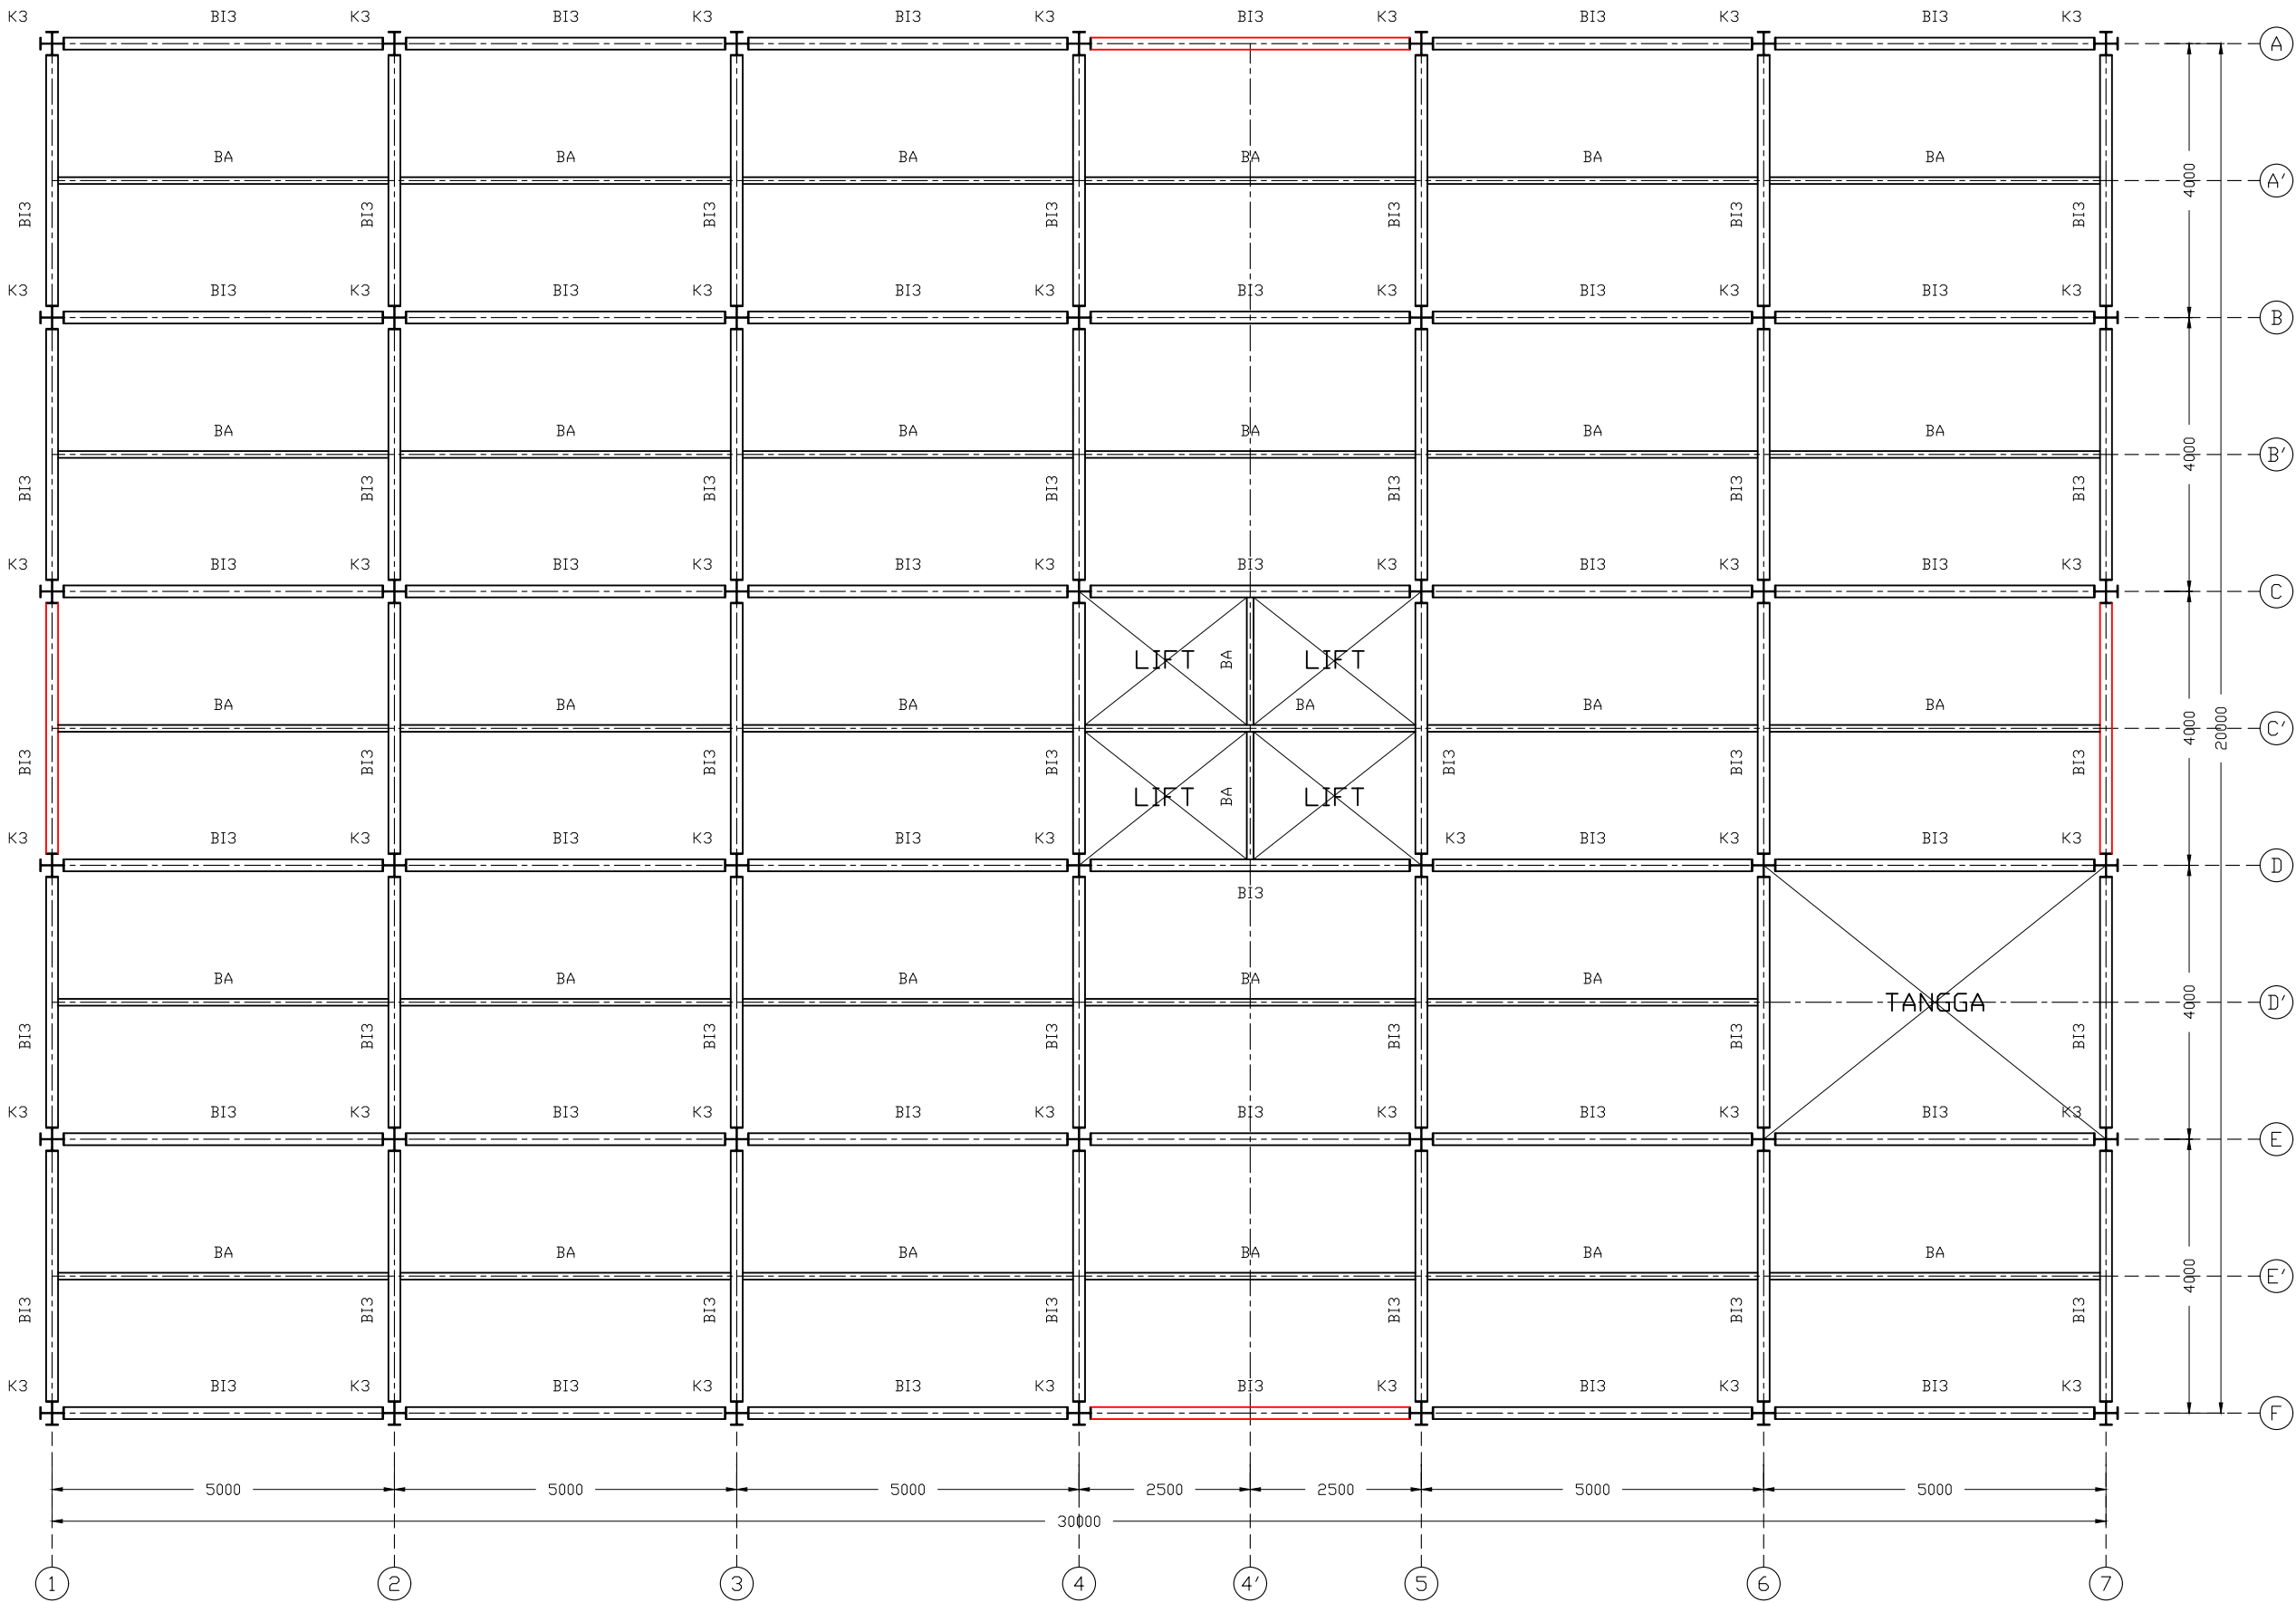 K3 BI3 K3 BI3 K3 BI3 K3 BI3 K3 BI3 K3 BI3 K3
A
BA BA BA BA BA BA
4000 A'
BI3 BI3 BI3 BI3 BI3 BI3 BI3
K3 BI3 K3 BI3 K3 BI3 K3 BI3 K3 BI3 K3 BI3 K3
B
BA BA BA BA BA BA
4000 B'
BI3 BI3 BI3 BI3 BI3 BI3 BI3
K3 BI3 K3 BI3 K3 BI3 K3 BI3 K3 BI3 K3 BI3 K3
C
LIFT BA LIFT
BA BA BA BA BA BA
4000 20000 C'
BI3 BI3 BI3 BI3 BI3 BI3 BI3
LIFT BA LIFT
K3 BI3 K3 BI3 K3 BI3 K3 K3 BI3 K3 BI3 K3
D
BI3
BA BA BA BA BA
TANGGA 4000 D'
BI3 BI3 BI3 BI3 BI3 BI3 BI3
K3 BI3 K3 BI3 K3 BI3 K3 BI3 K3 BI3 K3 BI3 K3
E
BA BA BA BA BA BA
4000 E'
BI3 BI3 BI3 BI3 BI3 BI3 BI3
K3 BI3 K3 BI3 K3 BI3 K3 BI3 K3 BI3 K3 BI3 K3
F
5000 5000 5000 2500 2500 5000 5000
30000
1 2 3 4 4' 5 6 7